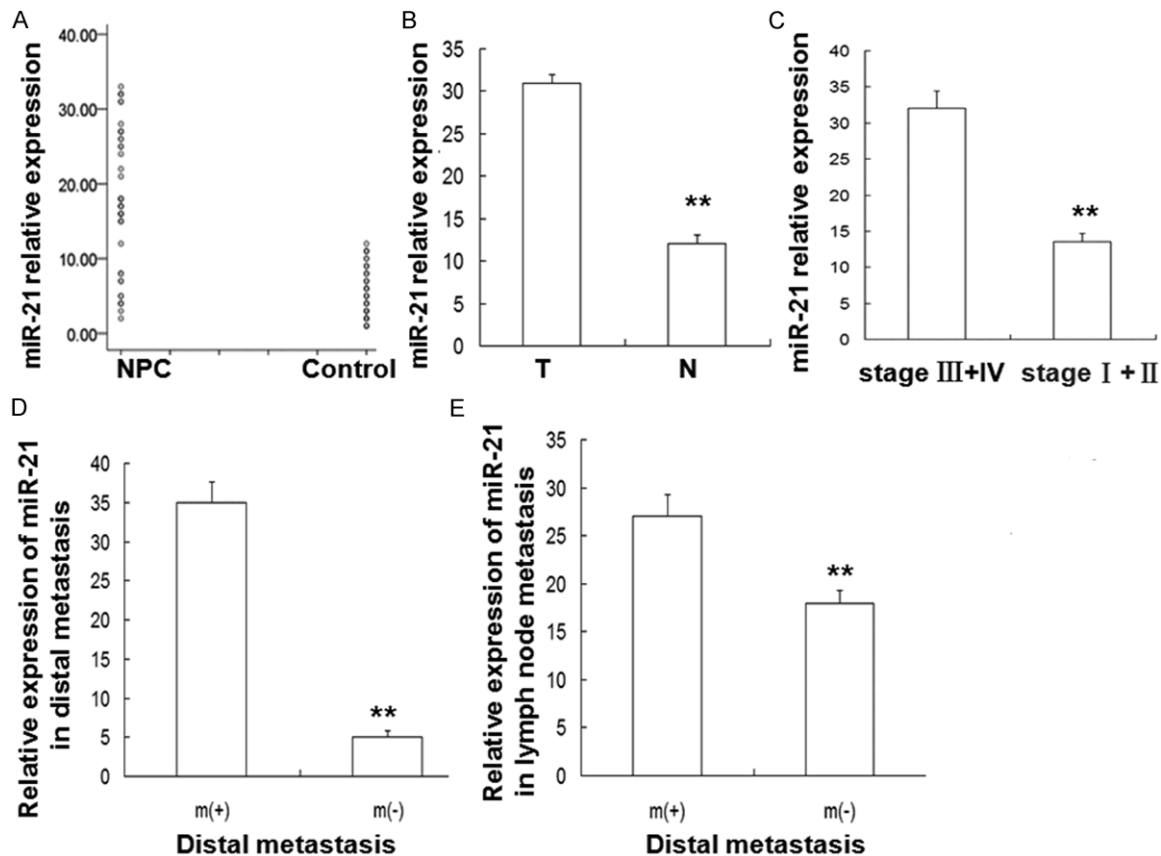 A
miR-21 relative expression
40.00
30.00
20.00
10.00
0.00
NPC Control
B
miR-21 relative expression
35
30
25
20
15
10
5
0
**
T N
C
miR-21 relative expression
40
35
30
25
20
15
10
5
0
**
stage Ⅲ+IV stage Ⅰ + Ⅱ
D
Relative expression of miR-21
in distal metastasis
40
35
30
25
20
15
10
5
0
**
m(+) m(-)
Distal metastasis
E
Relative expression of miR-21
in lymph node metastasis
35
30
25
20
15
10
5
0
**
m(+) m(-)
Distal metastasis